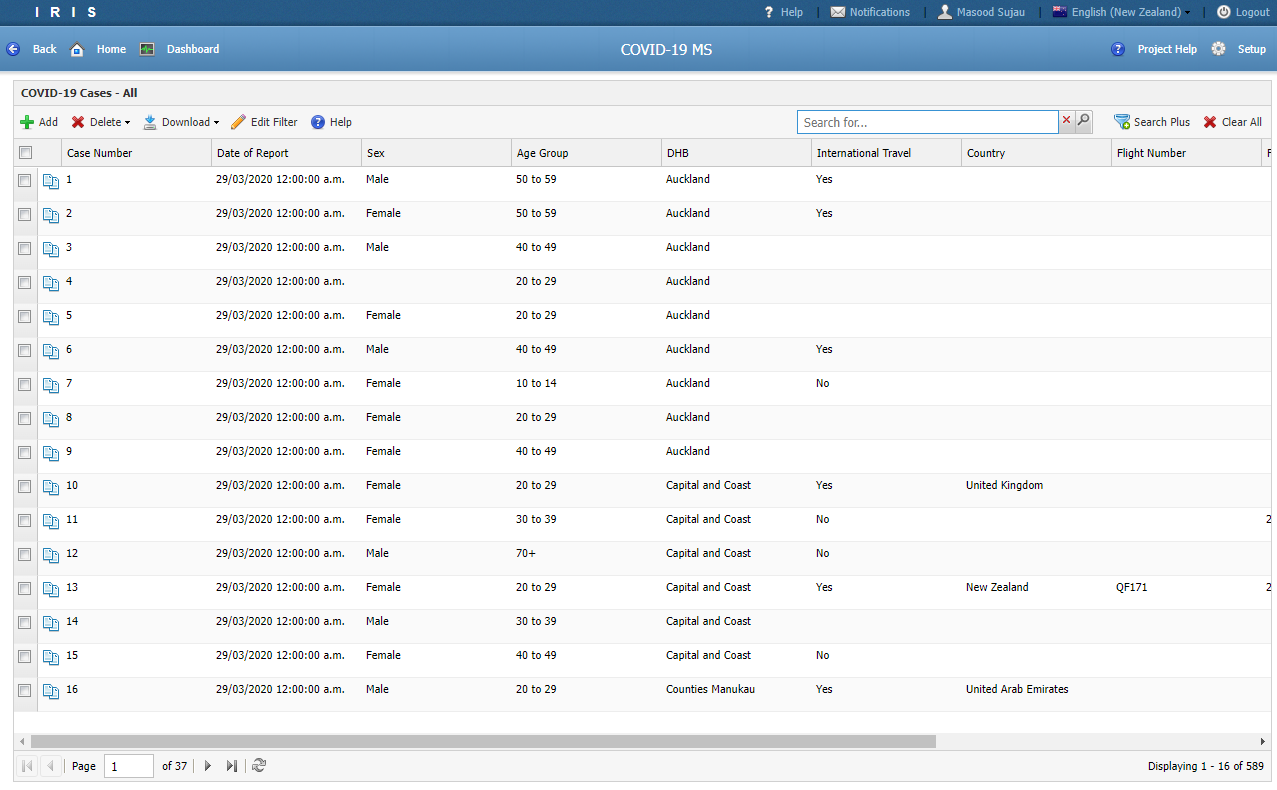 I R I S ? Help Notifications Masood Sujau English (New Zealand) Logout
Back Home Dashboard COVID-19 MS ? Project Help Setup
COVID-19 Cases - All
Add Delete Download Edit Filter ? Help Search for... Search Plus Clear All
Case Number Date of Report Sex Age Group DHB International Travel Country Flight Number F
1 29/03/2020 12:00:00 a.m. Male 50 to 59 Auckland Yes
2 29/03/2020 12:00:00 a.m. Female 50 to 59 Auckland Yes
3 29/03/2020 12:00:00 a.m. Male 40 to 49 Auckland
4 29/03/2020 12:00:00 a.m. 20 to 29 Auckland
5 29/03/2020 12:00:00 a.m. Female 20 to 29 Auckland
6 29/03/2020 12:00:00 a.m. Male 40 to 49 Auckland Yes
7 29/03/2020 12:00:00 a.m. Female 10 to 14 Auckland No
8 29/03/2020 12:00:00 a.m. Female 20 to 29 Auckland
9 29/03/2020 12:00:00 a.m. Female 40 to 49 Auckland
10 29/03/2020 12:00:00 a.m. Female 20 to 29 Capital and Coast Yes United Kingdom
11 29/03/2020 12:00:00 a.m. Female 30 to 39 Capital and Coast No 2
12 29/03/2020 12:00:00 a.m. Male 70+ Capital and Coast No
13 29/03/2020 12:00:00 a.m. Female 20 to 29 Capital and Coast Yes New Zealand QF171 2
14 29/03/2020 12:00:00 a.m. Male 30 to 39 Capital and Coast
15 29/03/2020 12:00:00 a.m. Female 40 to 49 Capital and Coast No
16 29/03/2020 12:00:00 a.m. Male 20 to 29 Counties Manukau Yes United Arab Emirates
Page 1 of 37 Displaying 1 - 16 of 589